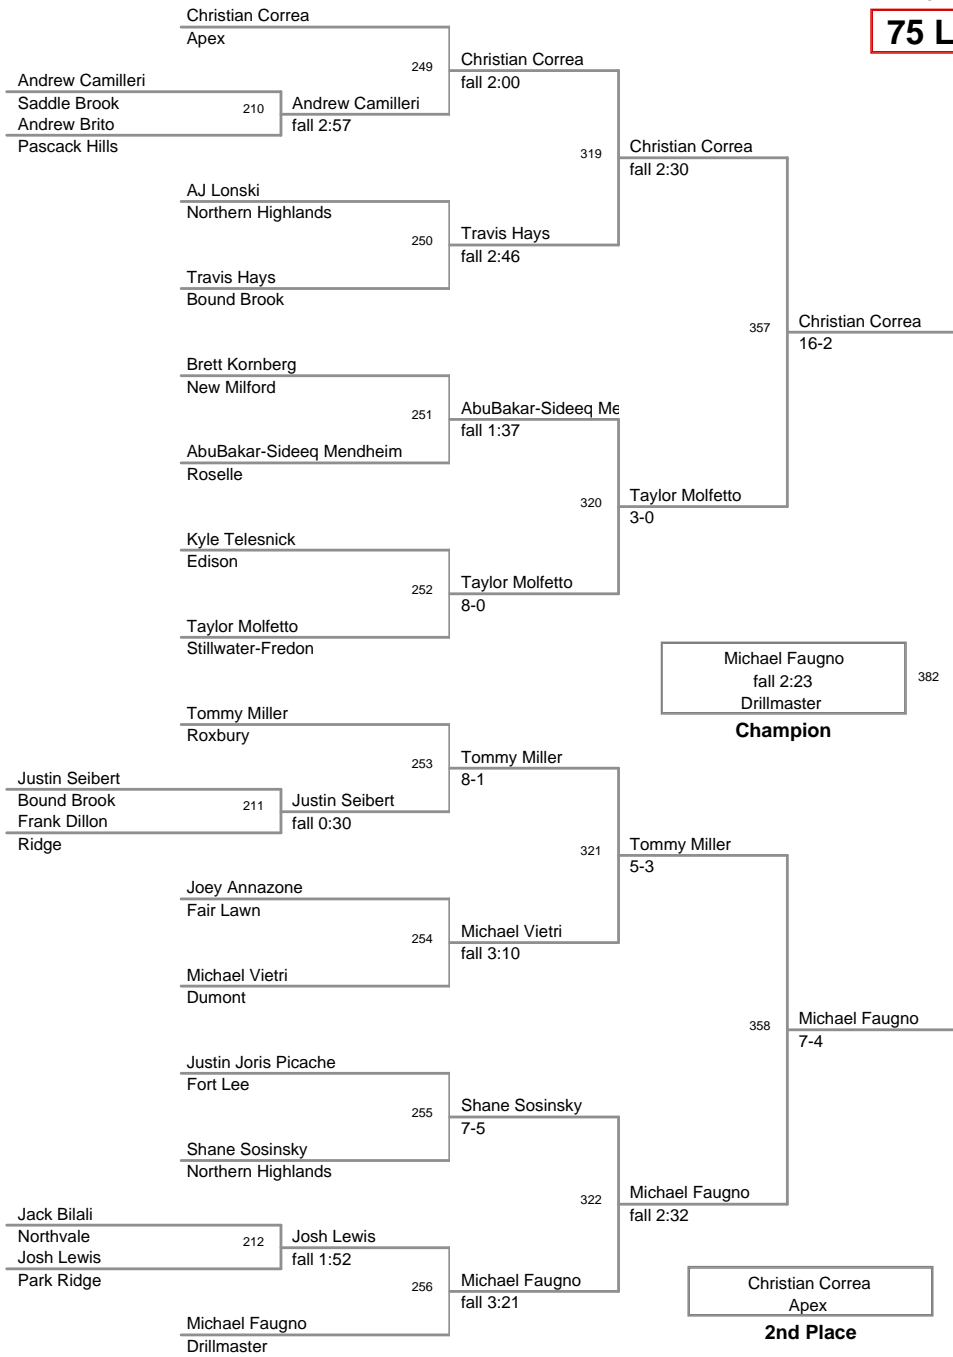 Christian Correa
Apex
75 L
249
Christian Correa
fall 2:00
Andrew Camilleri
Saddle Brook
210
Andrew Camilleri
fall 2:57
Andrew Brito
Pascack Hills
319
Christian Correa
fall 2:30
AJ Lonski
Northern Highlands
250
Travis Hays
fall 2:46
Travis Hays
Bound Brook
357
Christian Correa
16-2
Brett Kornberg
New Milford
251
AbuBakar-Sideeq Me
fall 1:37
AbuBakar-Sideeq Mendheim
Roselle
320
Taylor Molfetto
3-0
Kyle Telesnick
Edison
252
Taylor Molfetto
8-0
Taylor Molfetto
Stillwater-Fredon
Michael Faugno
fall 2:23
Drillmaster
382
Champion
Tommy Miller
Roxbury
253
Tommy Miller
8-1
Justin Seibert
Bound Brook
211
Justin Seibert
fall 0:30
Frank Dillon
Ridge
321
Tommy Miller
5-3
Joey Annazone
Fair Lawn
254
Michael Vietri
fall 3:10
Michael Vietri
Dumont
358
Michael Faugno
7-4
Justin Joris Picache
Fort Lee
255
Shane Sosinsky
7-5
Shane Sosinsky
Northern Highlands
322
Michael Faugno
fall 2:32
Jack Bilali
Northvale
212
Josh Lewis
fall 1:52
Josh Lewis
Park Ridge
256
Michael Faugno
fall 3:21
Michael Faugno
Drillmaster
Christian Correa
Apex
2nd Place